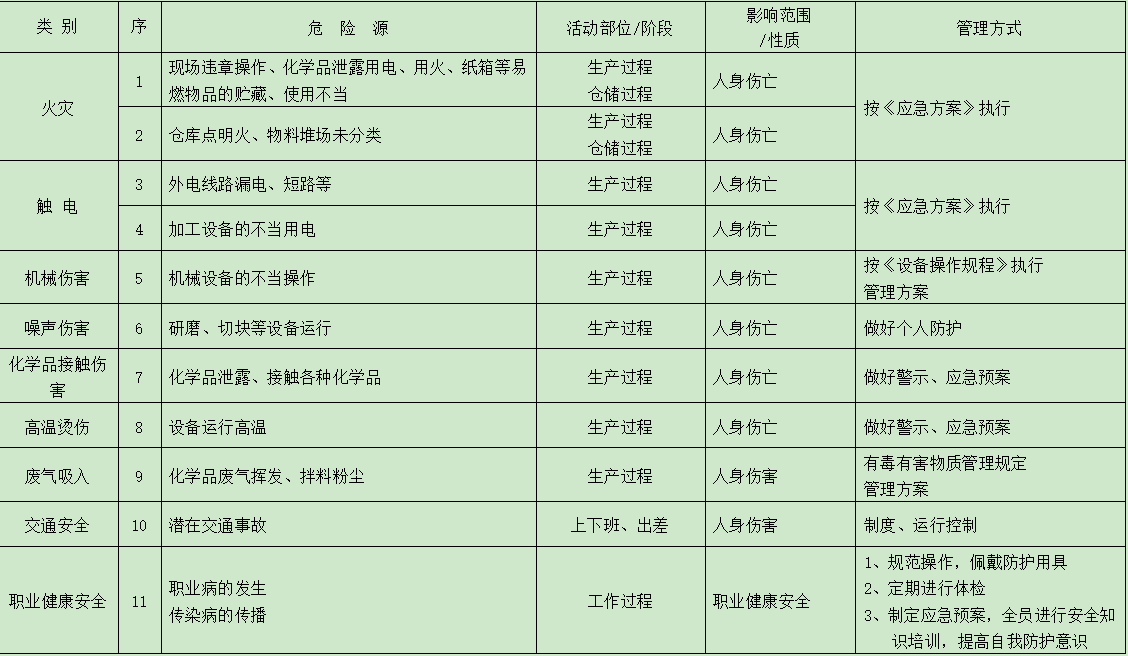 类 别 序 危 险 源 活动部位/阶段 影响范围
/性质 管理方式
火灾 1 现场违章操作、化学品泄露用电、用火、纸箱等易
燃物品的贮藏、使用不当 生产过程
仓储过程 人身伤亡 按《应急方案》执行
2 仓库点明火、物料堆场未分类 生产过程
仓储过程 人身伤亡
触 电 3 外电线路漏电、短路等 生产过程 人身伤亡 按《应急方案》执行
4 加工设备的不当用电 生产过程 人身伤亡
机械伤害 5 机械设备的不当操作 生产过程 人身伤亡 按《设备操作规程》执行
管理方案
噪声伤害 6 研磨、切块等设备运行 生产过程 人身伤亡 做好个人防护
化学品接触伤
害 7 化学品泄露、接触各种化学品 生产过程 人身伤亡 做好警示、应急预案
高温烫伤 8 设备运行高温 生产过程 人身伤亡 做好警示、应急预案
废气吸入 9 化学品废气挥发、拌料粉尘 生产过程 人身伤害 有毒有害物质管理规定
管理方案
交通安全 10 潜在交通事故 上下班、出差 人身伤害 制度、运行控制
职业健康安全 11 职业病的发生
传染病的传播 工作过程 职业健康安全 1、规范操作，佩戴防护用具
2、定期进行体检
3、制定应急预案，全员进行安全知
识培训，提高自我防护意识